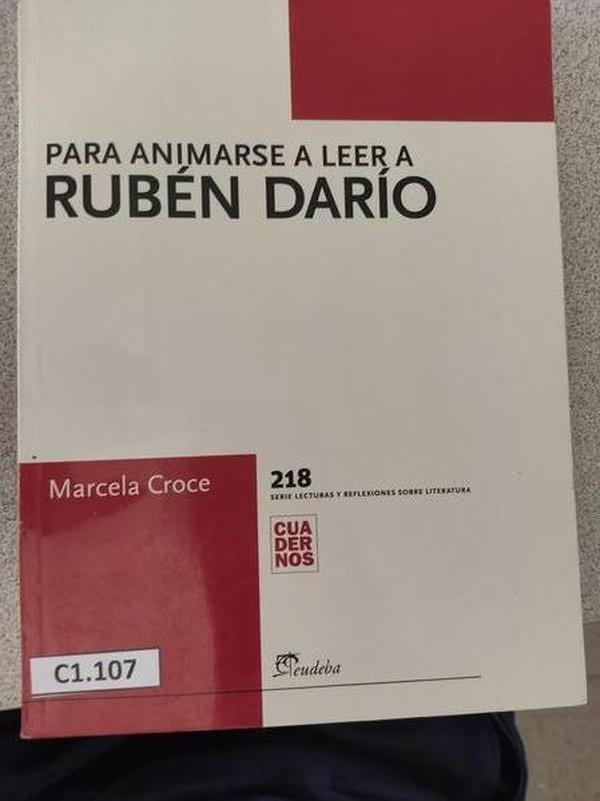 PARA ANIMARSE A LEER A
RUBÉN DARÍO
Marcela Croce
218
SERIE LECTURAS Y REFLEXIONES SOBRE LITERATURA
CUA
DER
NOS
eudeba
C1.107